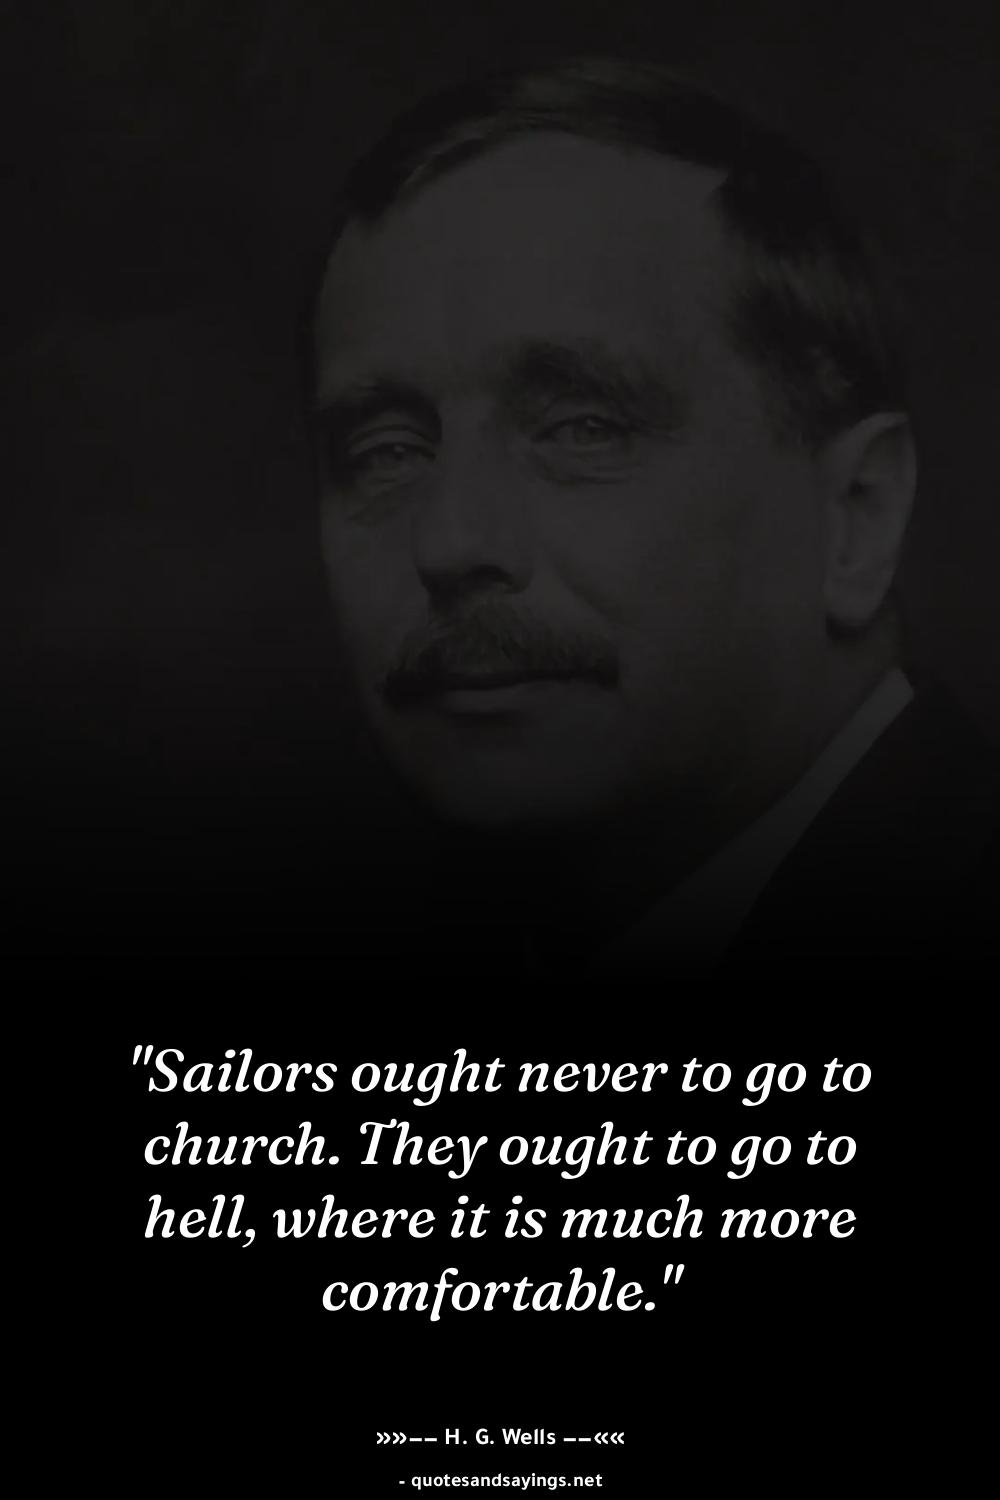 "Sailors ought never to go to
church. They ought to go to
hell, where it is much more
comfortable."
»»–– H. G. Wells ––««
- quotesandsayings.net